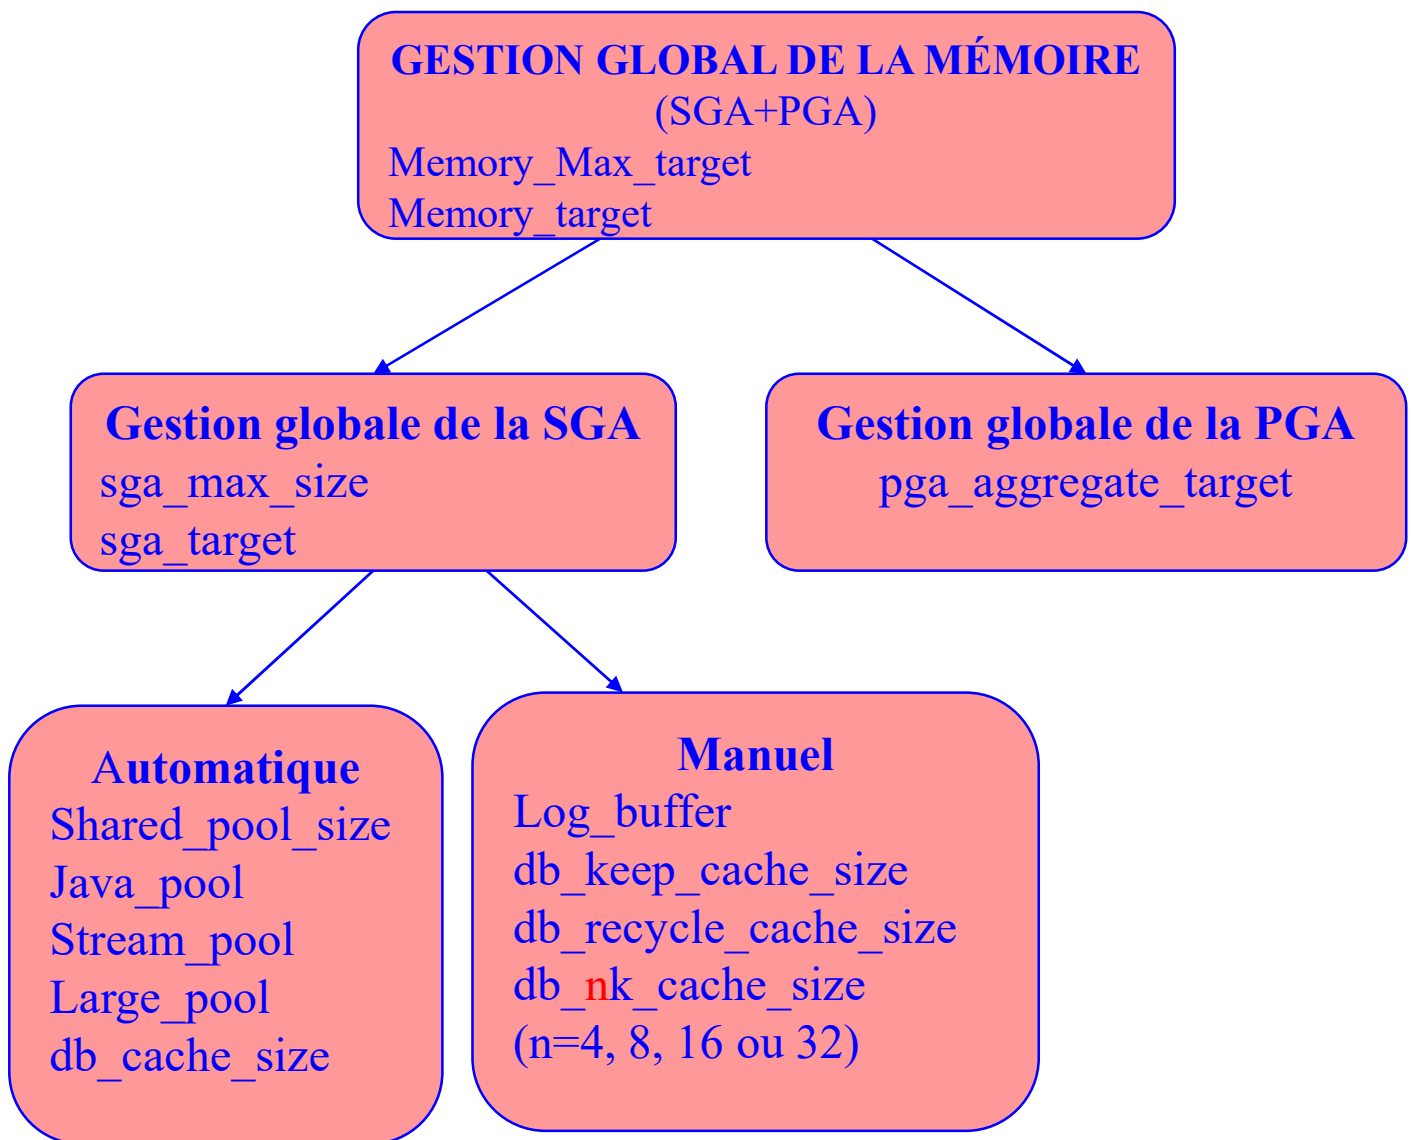 GESTION GLOBAL DE LA MÉMOIRE
(SGA+PGA)
Memory_Max_target
Memory_target
Gestion globale de la SGA
sga_max_size
sga_target
Gestion globale de la PGA
pga_aggregate_target
Automatique
Shared_pool_size
Java_pool
Stream_pool
Large_pool
db_cache_size
Manuel
Log_buffer
db_keep_cache_size
db_recycle_cache_size
db_nk_cache_size
(n=4, 8, 16 ou 32)